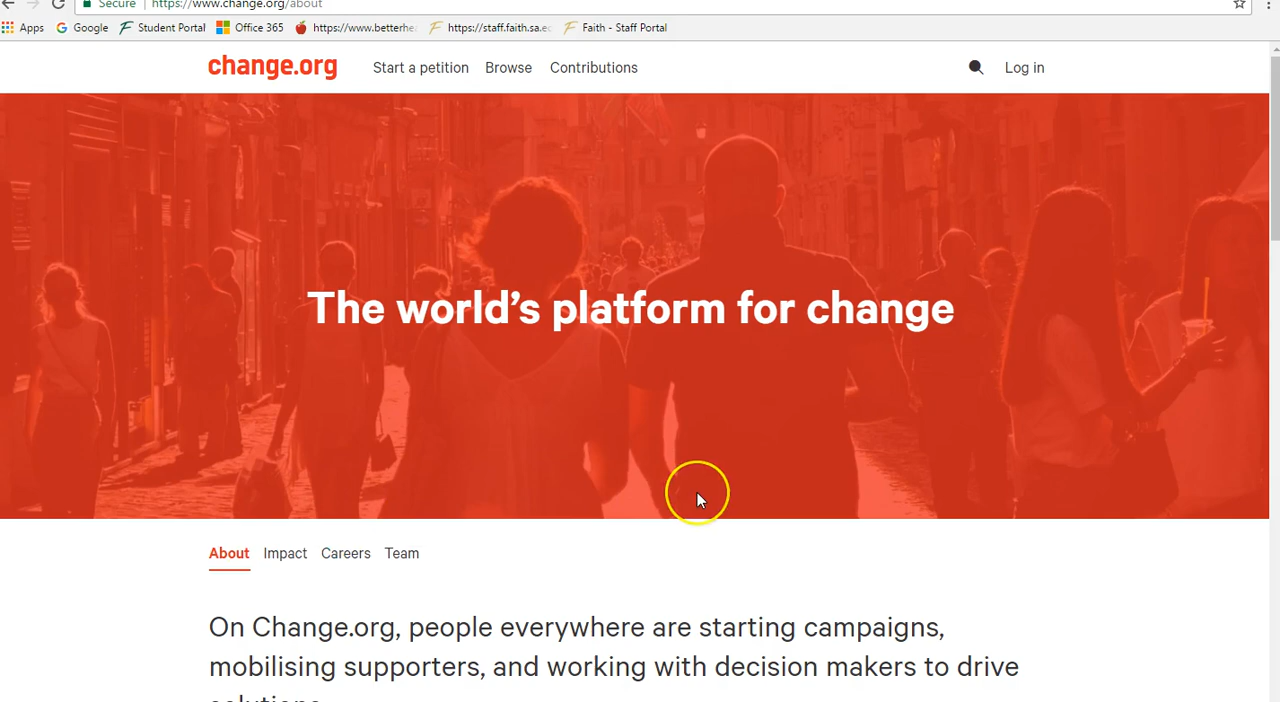 Secure https://www.change.org/about
Apps Google Student Portal Office 365 https://www.betterhe https://staff.faith.sa.ec Faith - Staff Portal
change.org Start a petition Browse Contributions Log in
The world's platform for change
About Impact Careers Team
On Change.org, people everywhere are starting campaigns,
mobilising supporters, and working with decision makers to drive
solutions.